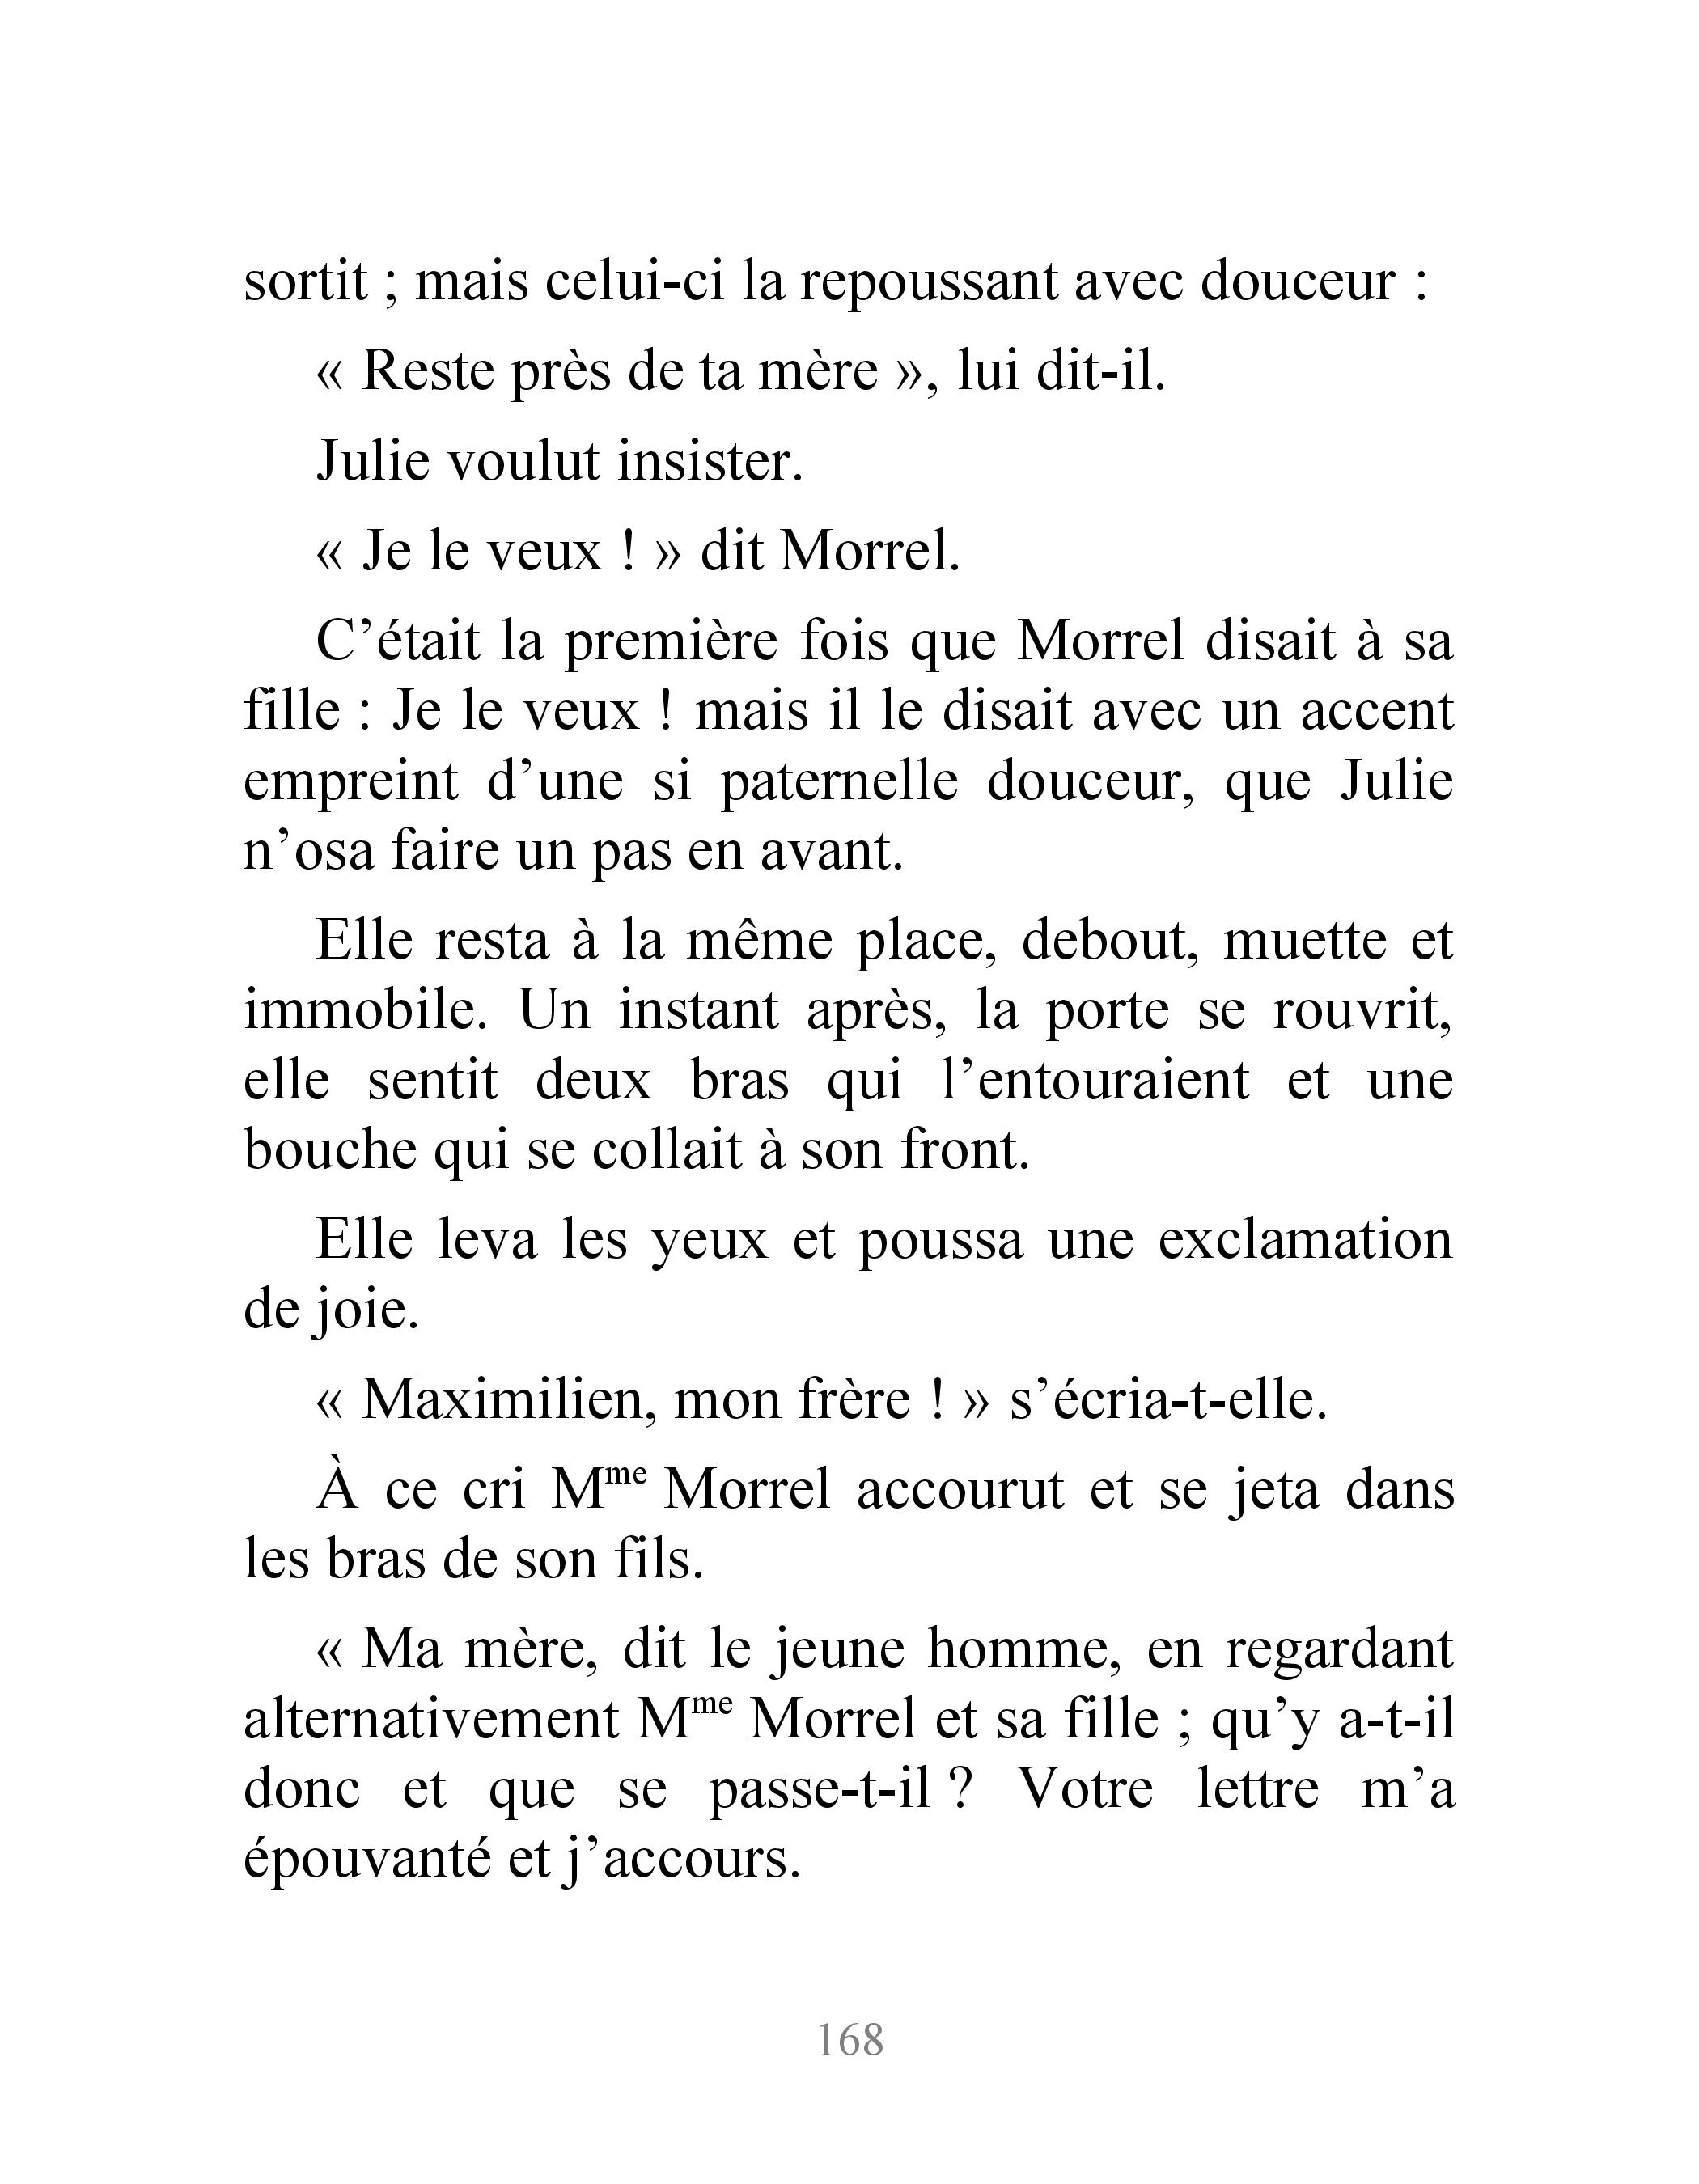 sortit ; mais celui-ci la repoussant avec douceur :
« Reste près de ta mère », lui dit-il.
Julie voulut insister.
« Je le veux ! » dit Morrel.
C’était la première fois que Morrel disait à sa
fille : Je le veux ! mais il le disait avec un accent
empreint d’une si paternelle douceur, que Julie
n’osa faire un pas en avant.
Elle resta à la même place, debout, muette et
immobile. Un instant après, la porte se rouvrit,
elle sentit deux bras qui l’entouraient et une
bouche qui se collait à son front.
Elle leva les yeux et poussa une exclamation
de joie.
« Maximilien, mon frère ! » s’écria-t-elle.
À ce cri Mme Morrel accourut et se jeta dans
les bras de son fils.
« Ma mère, dit le jeune homme, en regardant
alternativement Mme Morrel et sa fille ; qu’y a-t-il
donc et que se passe-t-il ? Votre lettre m’a
épouvanté et j’accours.
168